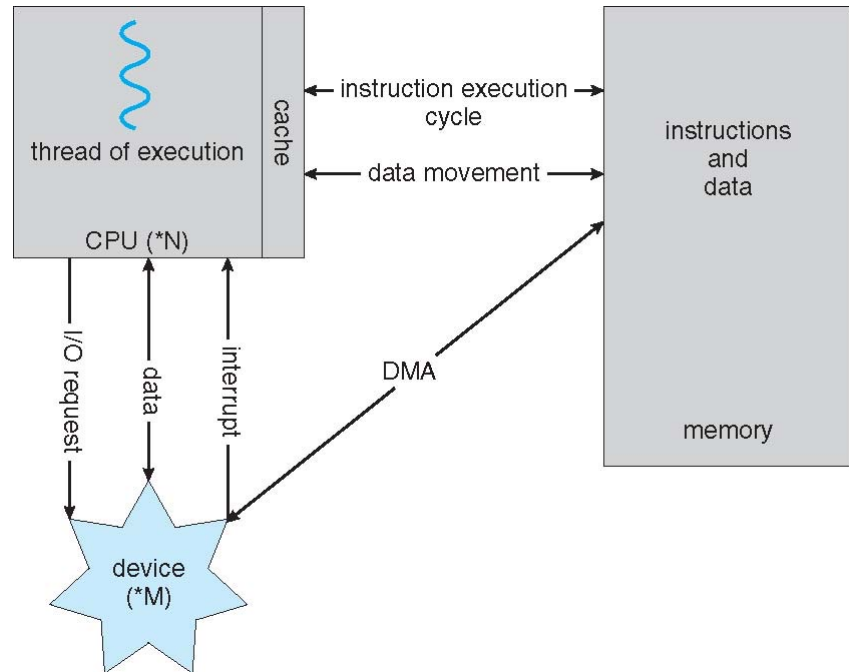 thread of execution
cache
CPU (*N)
instruction execution
cycle
data movement
instructions
and
data
memory
I/O request
data
interrupt
DMA
device
(*M)